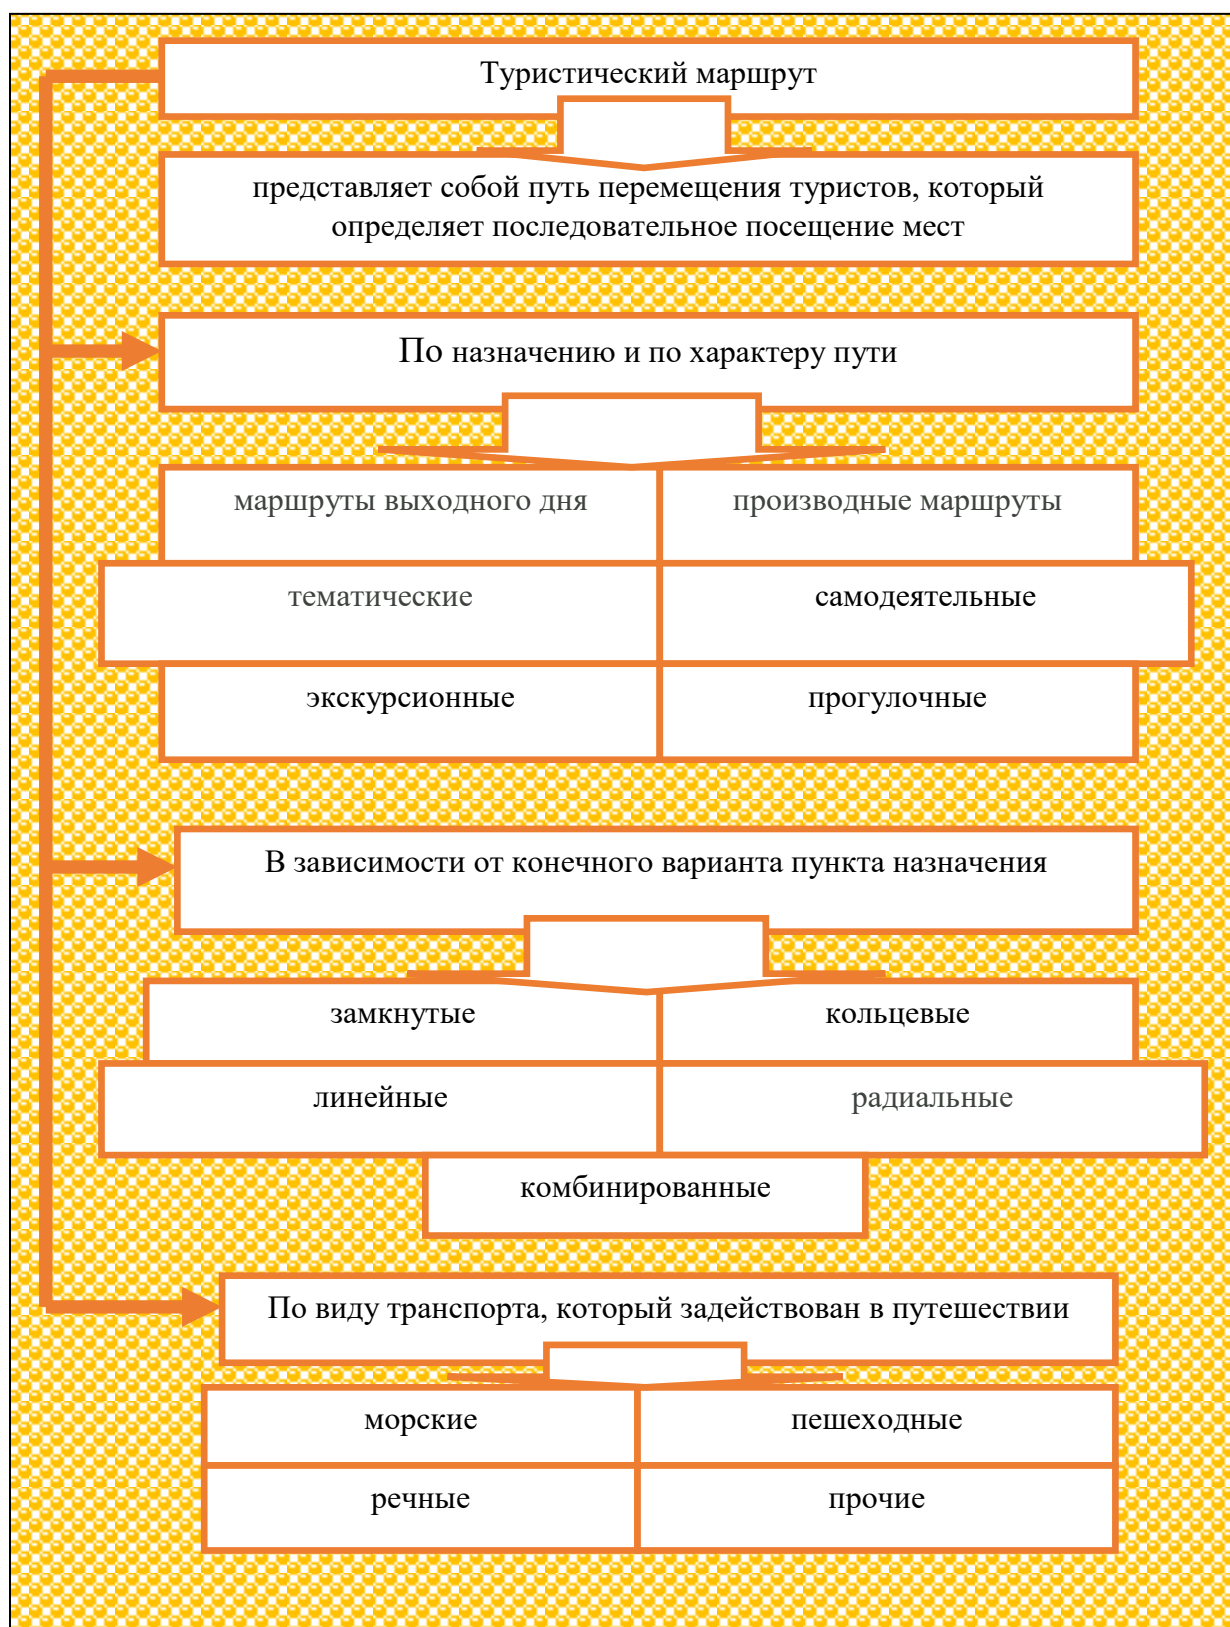 Туристический маршрут
представляет собой путь перемещения туристов, который
определяет последовательное посещение мест
По назначению и по характеру пути
маршруты выходного дня
производные маршруты
тематические
самодеятельные
экскурсионные
прогулочные
В зависимости от конечного варианта пункта назначения
замкнутые
кольцевые
линейные
радиальные
комбинированные
По виду транспорта, который задействован в путешествии
морские
пешеходные
речные
прочие